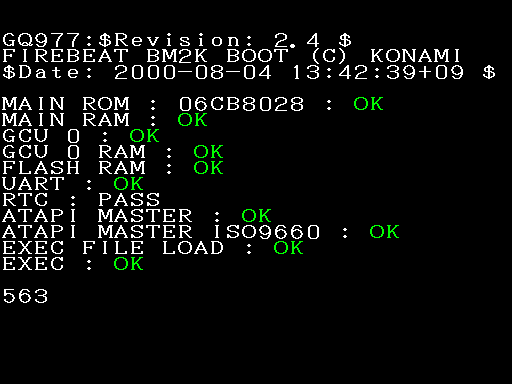 GQ977:$Revision: 2.4 $
FIREBEAT BM2K BOOT (C) KONAMI
$Date: 2000-08-04 13:42:39+09 $
MAIN ROM : 06CB8028 : OK
MAIN RAM : OK
GCU 0 : OK
GCU 0 RAM : OK
FLASH RAM : OK
UART : OK
RTC : PASS
ATAPI MASTER : OK
ATAPI MASTER ISO9660 : OK
EXEC FILE LOAD : OK
EXEC : OK
563